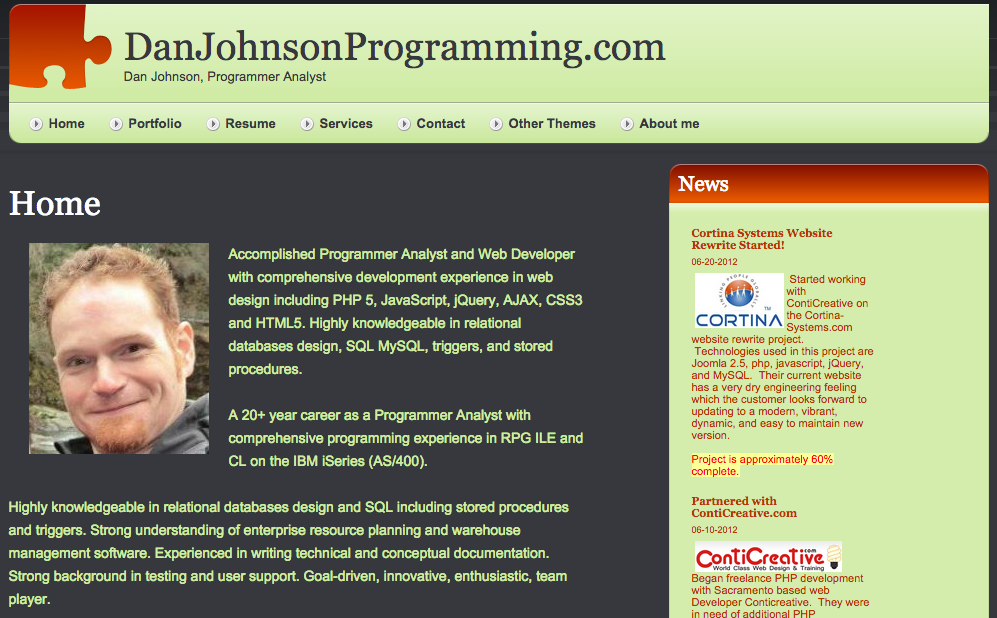 DanJohnsonProgramming.com
Dan Johnson, Programmer Analyst
Home Portfolio Resume Services Contact Other Themes About me
Home
Accomplished Programmer Analyst and Web Developer
with comprehensive development experience in web
design including PHP 5, JavaScript, jQuery, AJAX, CSS3
and HTML5. Highly knowledgeable in relational
databases design, SQL MySQL, triggers, and stored
procedures.
A 20+ year career as a Programmer Analyst with
comprehensive programming experience in RPG ILE and
CL on the IBM iSeries (AS/400).
Highly knowledgeable in relational databases design and SQL including stored procedures
and triggers. Strong understanding of enterprise resource planning and warehouse
management software. Experienced in writing technical and conceptual documentation.
Strong background in testing and user support. Goal-driven, innovative, enthusiastic, team
player.
News
Cortina Systems Website
Rewrite Started!
06-20-2012
LINKING PEOPLE GLOBALLY
CORTINA TM
Started working
with
ContiCreative on
the Cortina-
Systems.com
website rewrite project.
Technologies used in this project are
Joomla 2.5, php, javascript, jQuery,
and MySQL. Their current website
has a very dry engineering feeling
which the customer looks forward to
updating to a modern, vibrant,
dynamic, and easy to maintain new
version.
Project is approximately 60%
complete.
Partnered with
ContiCreative.com
06-10-2012
ContiCreative.com
World Class Web Design & Training
Began freelance PHP development
with Sacramento based web
Developer Conticreative. They were
in need of additional PHP